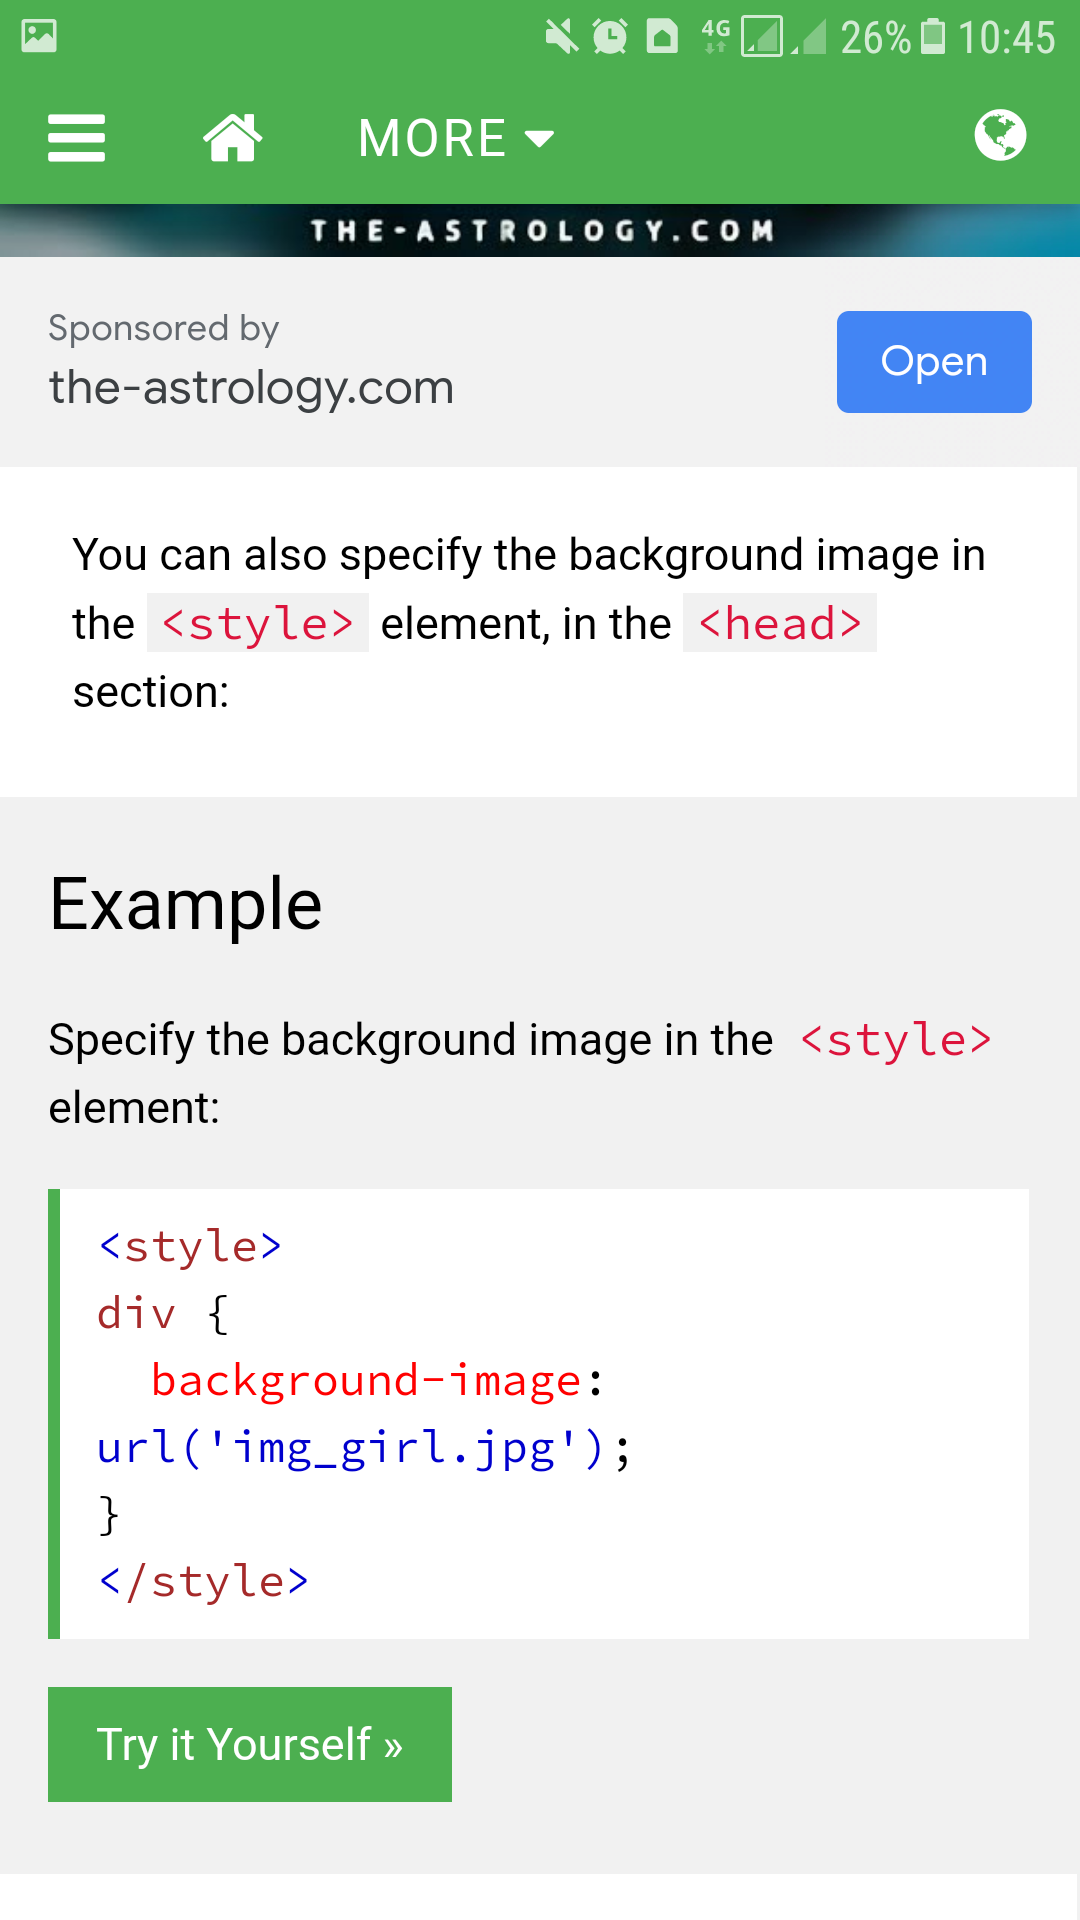 4G 26% 10:45
MORE
THE-ASTROLOGY.COM
Sponsored by
the-astrology.com
Open
You can also specify the background image in
the <style> element, in the <head>
section:
Example
Specify the background image in the <style>
element:
<style>
div {
  background-image:
url('img_girl.jpg');
}
</style>
Try it Yourself »